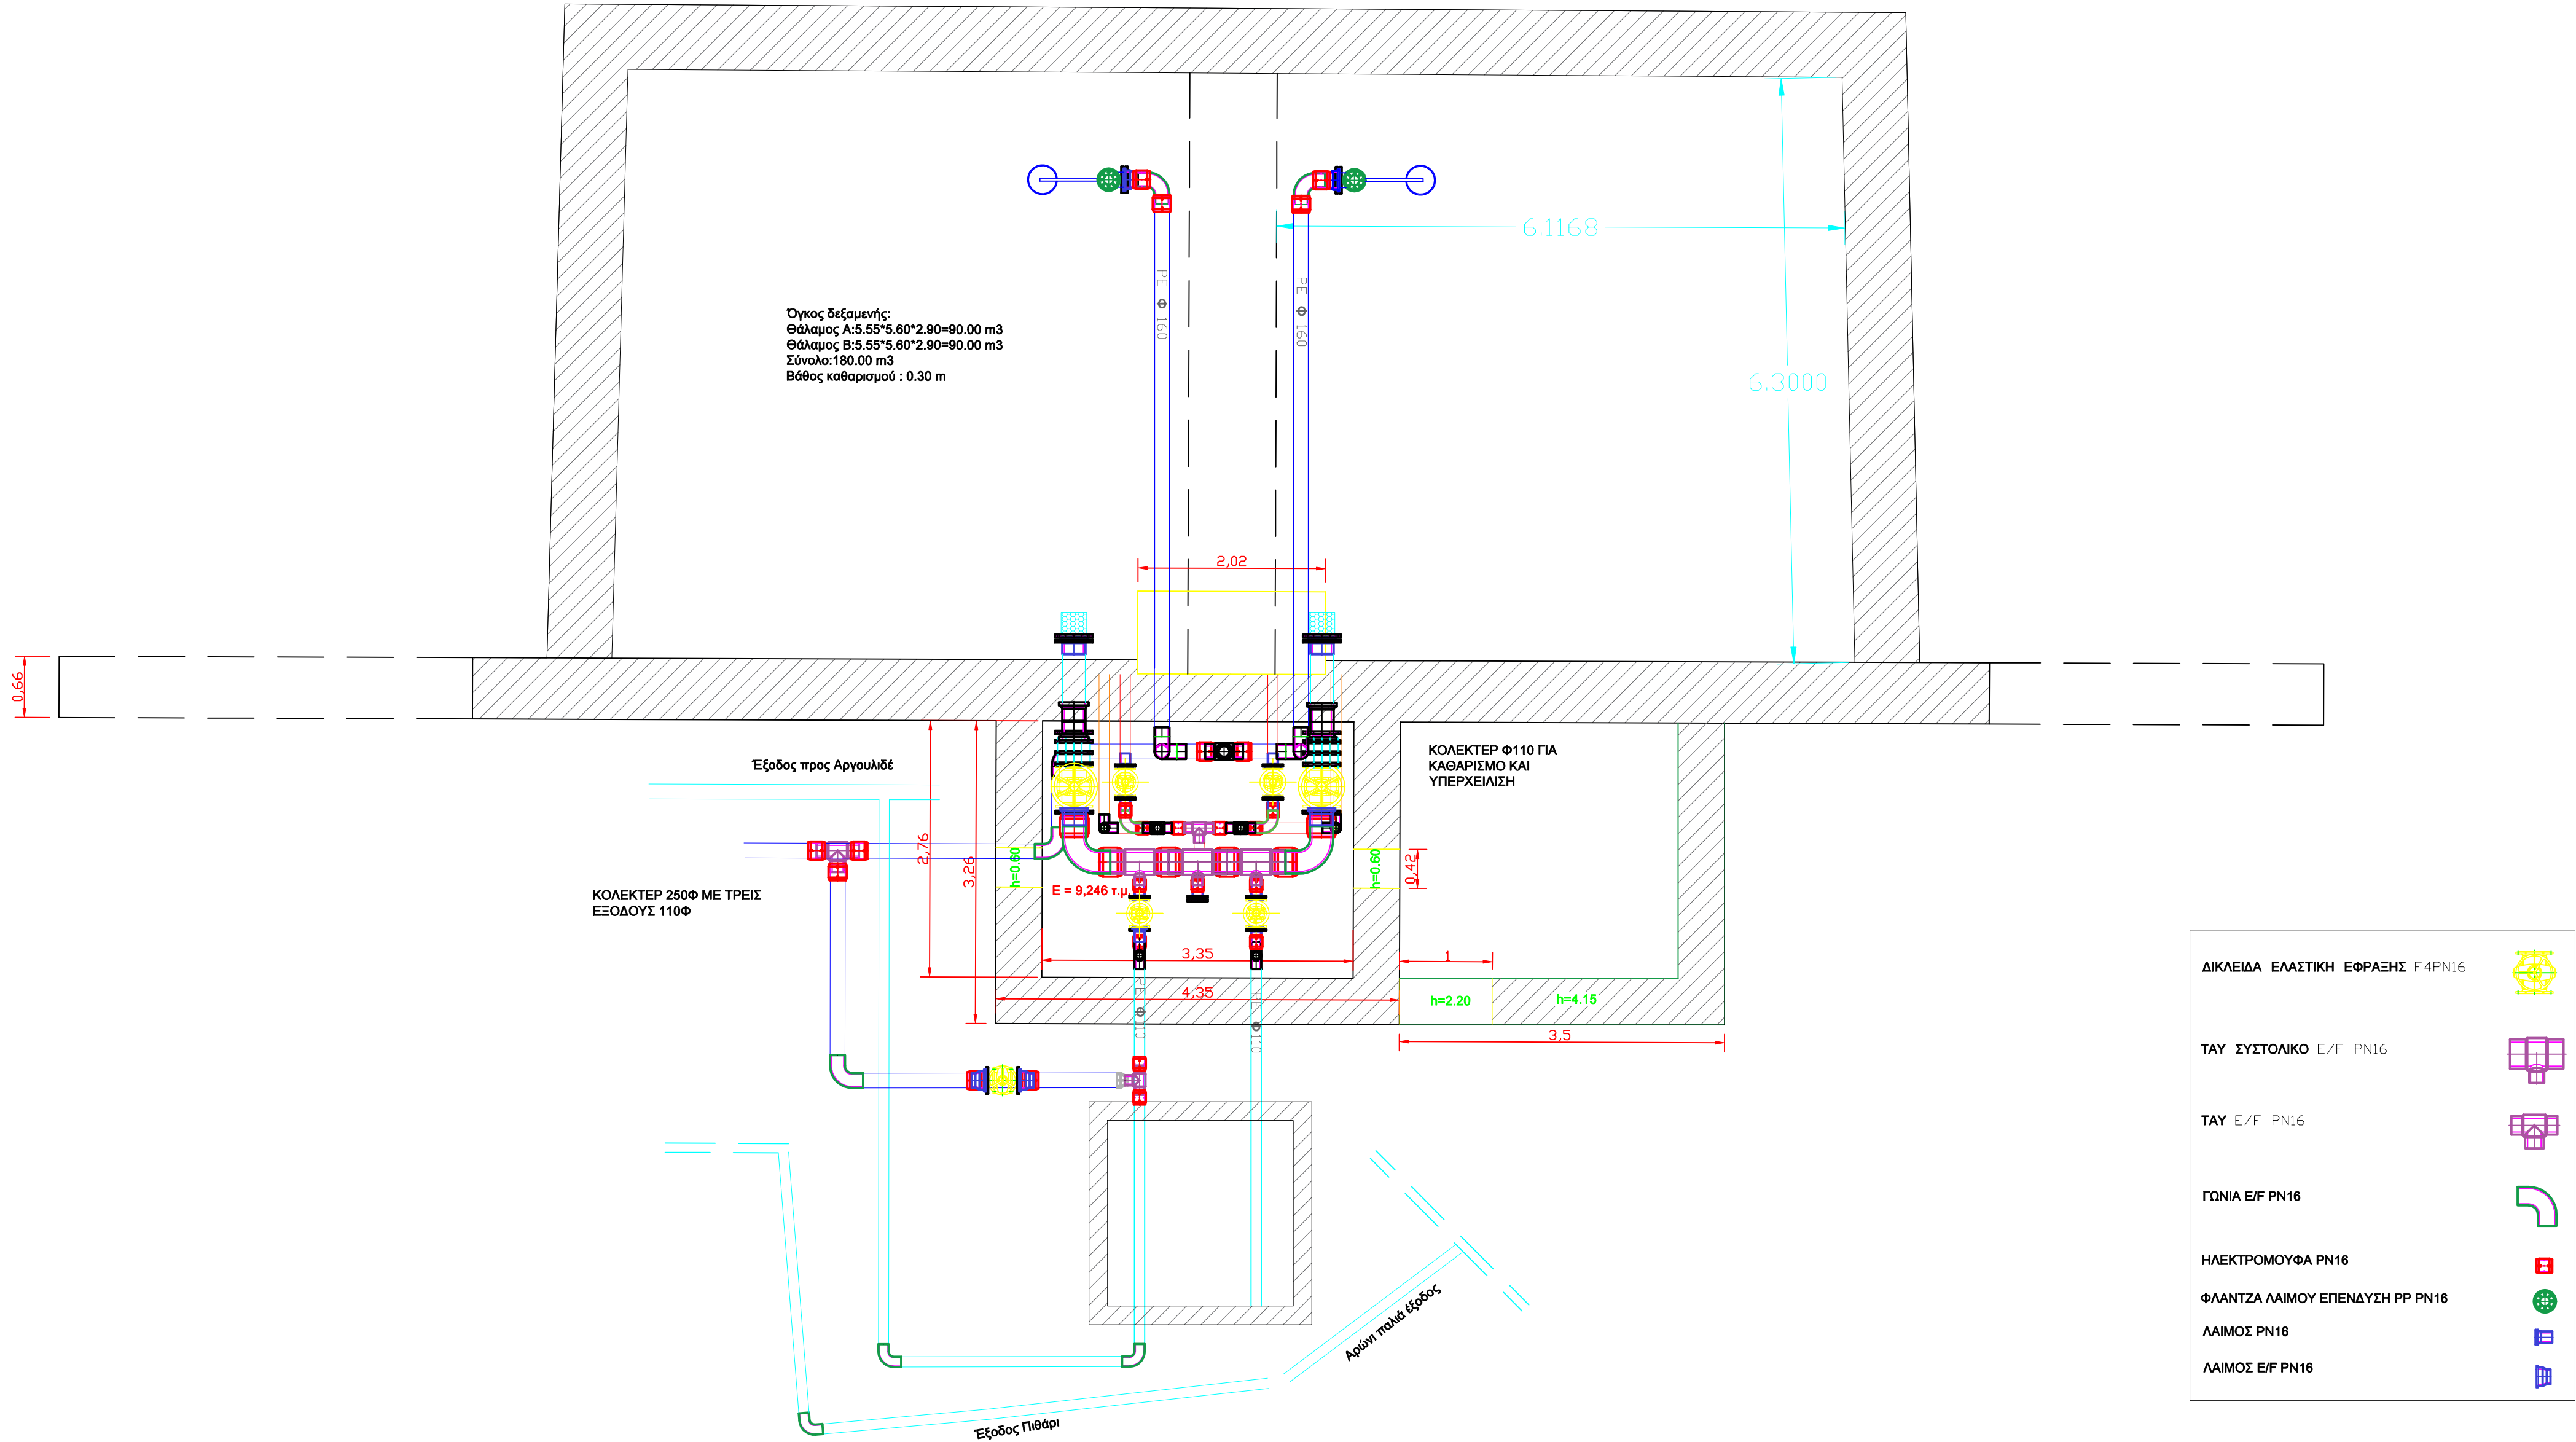 6.1168
PE Φ 160
PE Φ 160
Όγκος δεξαμενής:
Θάλαμος Α:5.55*5.60*2.90=90.00 m3
Θάλαμος Β:5.55*5.60*2.90=90.00 m3
Σύνολο:180.00 m3
Βάθος καθαρισμού : 0.30 m
6.3000
2,02
0,66
Έξοδος προς Αργουλιδέ
ΚΟΛΕΚΤΕΡ Φ110 ΓΙΑ
ΚΑΘΑΡΙΣΜΟ ΚΑΙ
ΥΠΕΡΧΕΙΛΙΣΗ
2,76
3,26
h=0.60
h=0.60
0,42
Ε = 9,246 τ.μ.
ΚΟΛΕΚΤΕΡ 250Φ ΜΕ ΤΡΕΙΣ
ΕΞΟΔΟΥΣ 110Φ
3,35
1
4,35
h=2.20
h=4.15
PE Φ 110
PE Φ 110
3,5
Αρώνι παλιά έξοδος
Έξοδος Πιθάρι
ΔΙΚΛΕΙΔΑ ΕΛΑΣΤΙΚΗ ΕΦΡΑΞΗΣ F4PN16
ΤΑΥ ΣΥΣΤΟΛΙΚΟ E/F PN16
ΤΑΥ E/F PN16
ΓΩΝΙΑ E/F PN16
ΗΛΕΚΤΡΟΜΟΥΦΑ PN16
ΦΛΑΝΤΖΑ ΛΑΙΜΟΥ ΕΠΕΝΔΥΣΗ PP PN16
ΛΑΙΜΟΣ PN16
ΛΑΙΜΟΣ E/F PN16